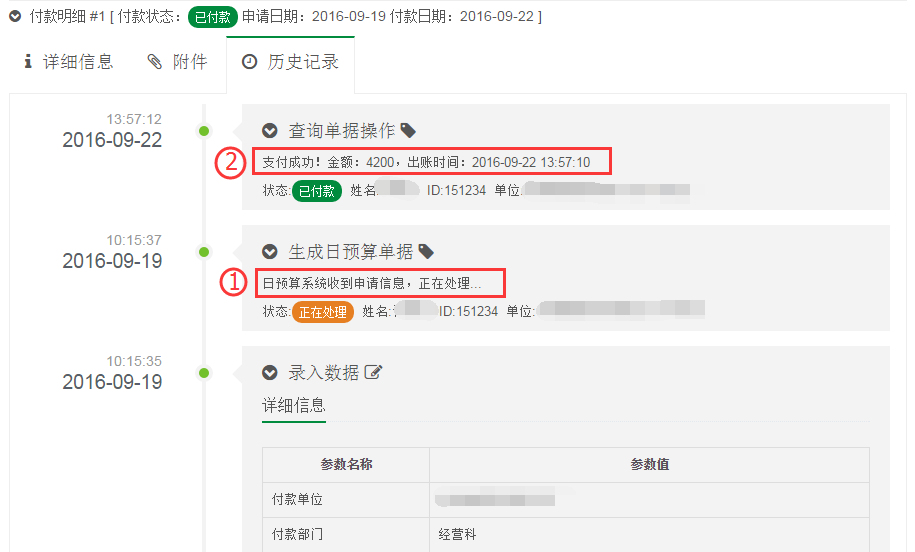 付款明细 #1 [ 付款状态: 已付款 申请日期: 2016-09-19 付款日期: 2016-09-22 ]
详细信息 附件 历史记录
13:57:12
2016-09-22
查询单据操作
② 支付成功! 金额: 4200, 出账时间: 2016-09-22 13:57:10
状态: 已付款 姓名: ID:151234 单位:
10:15:37
2016-09-19
生成日预算单据
① 日预算系统收到申请信息, 正在处理...
状态: 正在处理 姓名: ID:151234 单位:
10:15:35
2016-09-19
录入数据
详细信息
参数名称 参数值
付款单位
付款部门 经营科